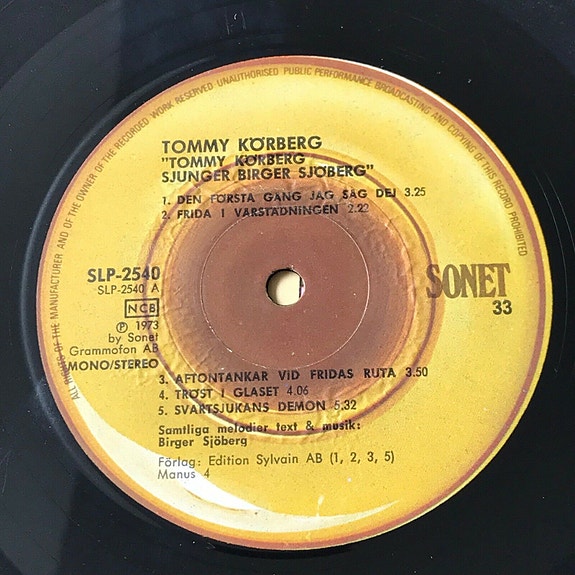 ALL RIGHTS OF THE MANUFACTURER AND OF THE OWNER OF THE RECORDED WORK RESERVED UNAUTHORISED PUBLIC PERFORMANCE BROADCASTING AND COPYING OF THIS RECORD PROHIBITED
TOMMY KÖRBERG
"TOMMY KÖRBERG
SJUNGER BIRGER SJÖBERG"
1. DEN FÖRSTA GÅNG JAG SÅG DEJ 3.25
2. FRIDA I VÅRSTÄDNINGEN 2.22
SLP-2540
SLP-2540 A
NCB
℗ 1973
by Sonet
Grammofon AB
MONO/STEREO
SONET
33
3. AFTONTANKAR VID FRIDAS RUTA 3.50
4. TRÖST I GLASET 4.06
5. SVARTSJUKANS DEMON 5.32
Samtliga melodier text & musik:
Birger Sjöberg
Förlag: Edition Sylvain AB (1, 2, 3, 5)
Manus 4